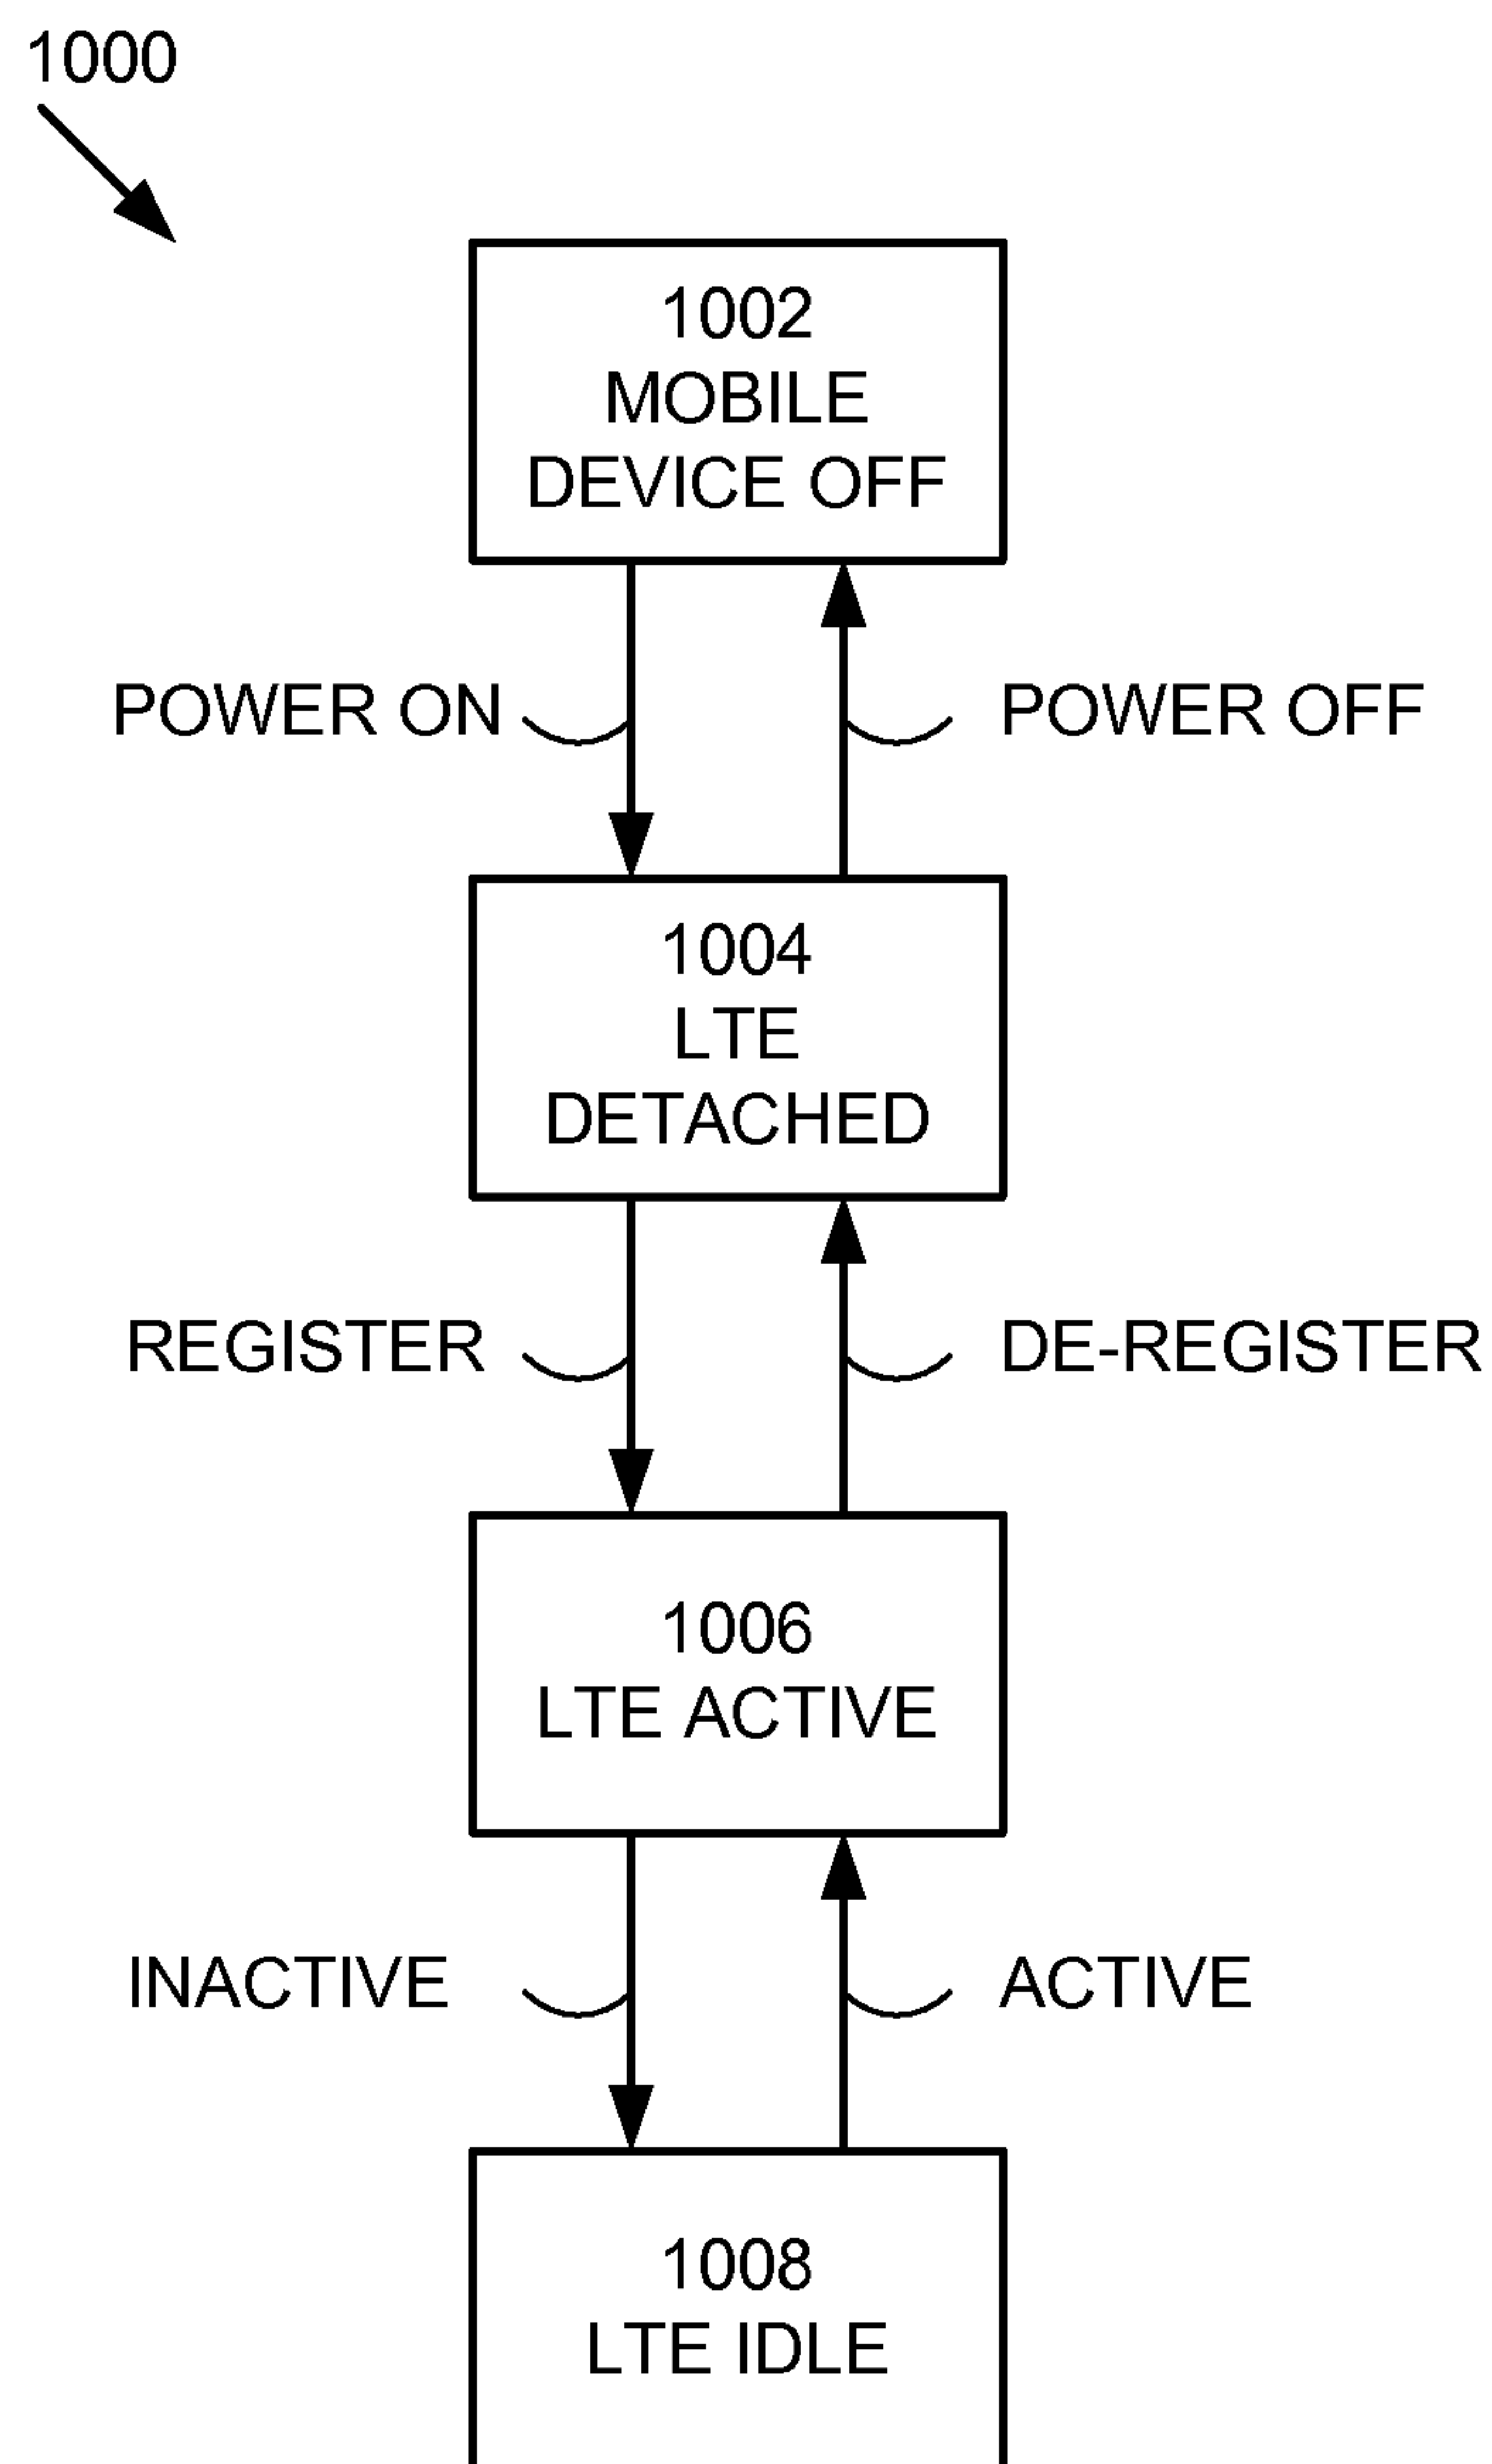 1000
1002
MOBILE
DEVICE OFF
POWER ON
POWER OFF
1004
LTE
DETACHED
REGISTER
DE-REGISTER
1006
LTE ACTIVE
INACTIVE
ACTIVE
1008
LTE IDLE